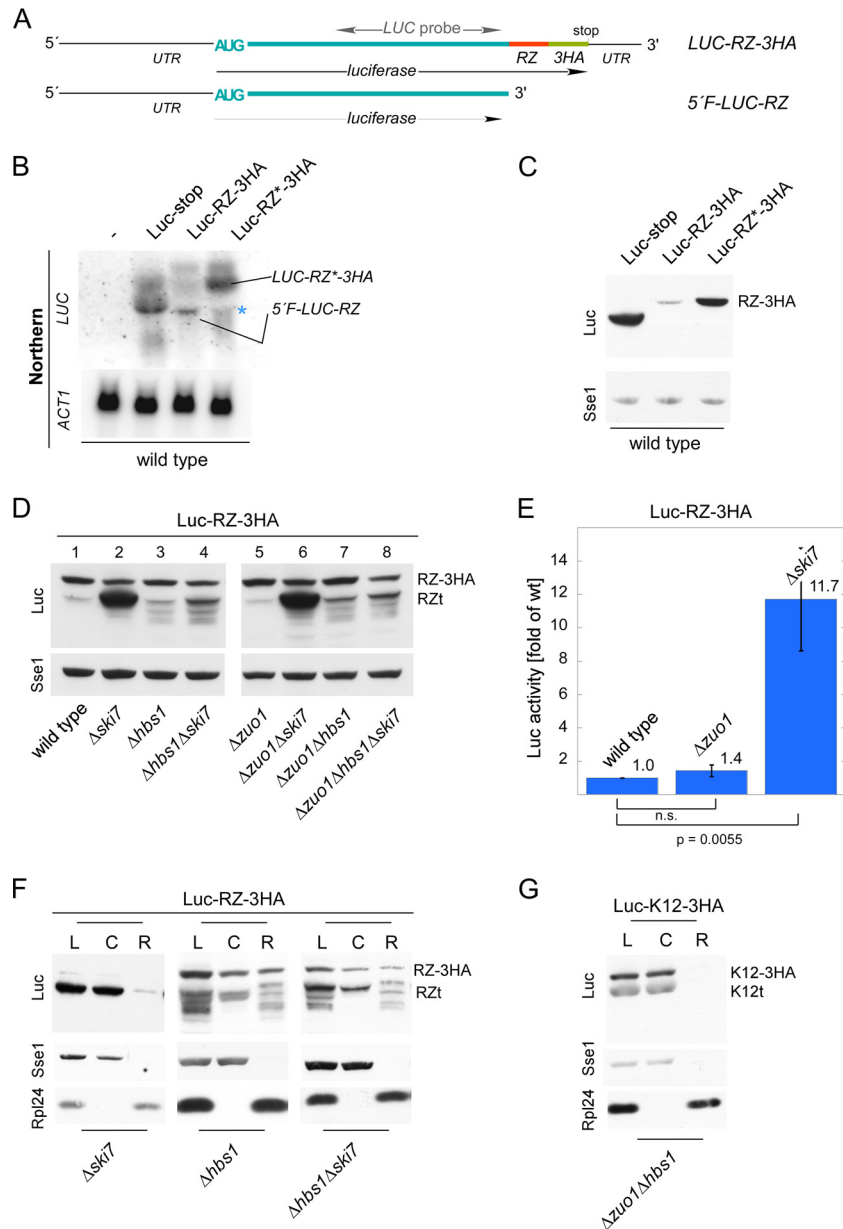 A
LUC probe
stop
5´ UTR AUG RZ 3HA UTR 3´ LUC-RZ-3HA
luciferase
5´ UTR AUG 3´ 5´F-LUC-RZ
luciferase
B
- Luc-stop Luc-RZ-3HA Luc-RZ*-3HA
Northern
LUC
LUC-RZ*-3HA
* 5´F-LUC-RZ
ACT1
wild type
C
Luc-stop Luc-RZ-3HA Luc-RZ*-3HA
Luc
RZ-3HA
Sse1
wild type
D
Luc-RZ-3HA
1 2 3 4 5 6 7 8
Luc
RZ-3HA
RZt
Sse1
wild type Δski7 Δhbs1 Δhbs1Δski7 Δzuo1 Δzuo1Δski7 Δzuo1Δhbs1 Δzuo1Δhbs1Δski7
E
Luc-RZ-3HA
Luc activity [fold of wt]
14
12
10
8
6
4
2
wild type 1.0
Δzuo1 1.4
Δski7 11.7
n.s.
p = 0.0055
F
Luc-RZ-3HA
L C R L C R L C R
Luc
RZ-3HA
RZt
Sse1
Rpl24
Δski7 Δhbs1 Δhbs1Δski7
G
Luc-K12-3HA
L C R
Luc
K12-3HA
K12t
Sse1
Rpl24
Δzuo1Δhbs1